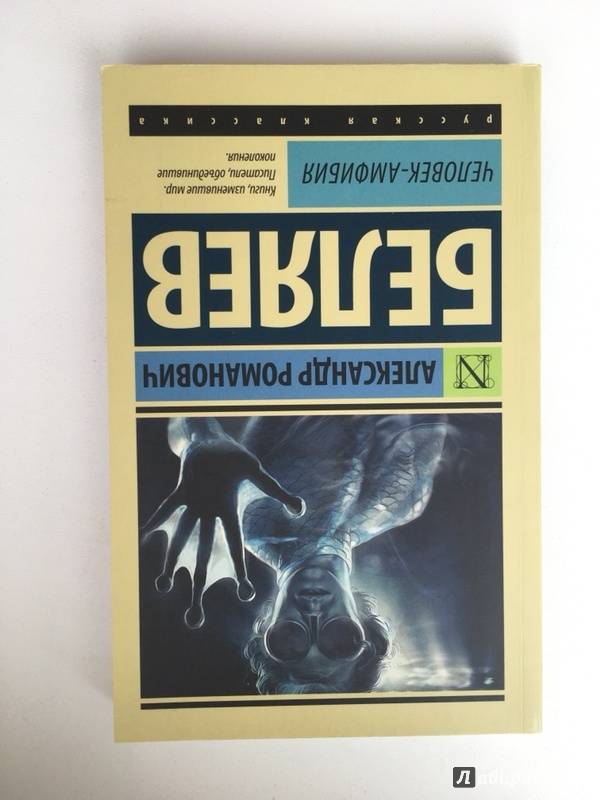 АЛЕКСАНДР РОМАНОВИЧ
БЕЛЯЕВ
ЧЕЛОВЕК-АМФИБИЯ
Книги, изменившие мир.
Писатели, объединившие
поколения.
русская классика
N
Л